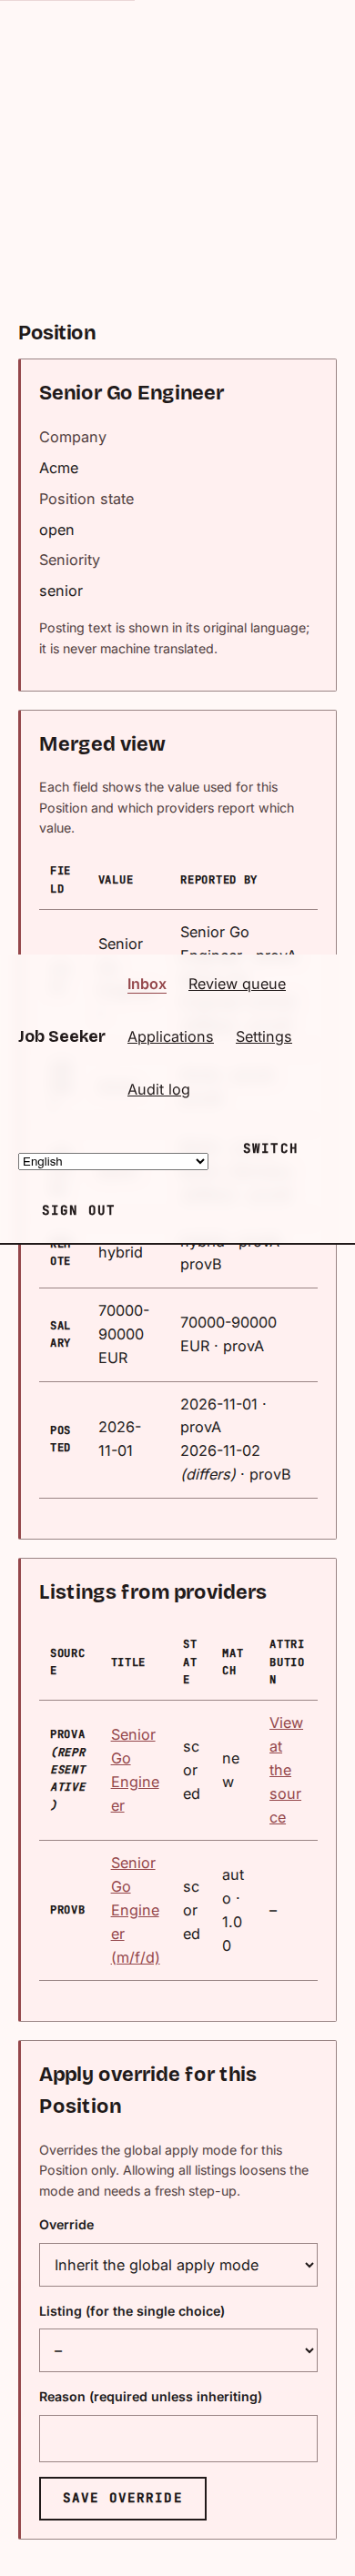 Position
Senior Go Engineer
Company
Acme
Position state
open
Seniority
senior
Posting text is shown in its original language;
it is never machine translated.
Merged view
Each field shows the value used for this
Position and which providers report which
value.
FIE
LD
VALUE
REPORTED BY
Senior
Senior Go
Inbox
Review queue
Job Seeker
Applications
Settings
Audit log
English
SWITCH
SIGN OUT
OTE
hybrid
provB
SAL
ARY
70000-
90000
EUR
70000-90000
EUR · provA
POS
TED
2026-
11-01
2026-11-01 ·
provA
2026-11-02
(differs) · provB
Listings from providers
SOURC
E
TITLE
ST
AT
E
MAT
CH
ATTRI
BUTIO
N
PROVA
(REPR
ESENT
ATIVE
)
Senior
Go
Engine
er
sc
or
ed
ne
w
View
at
the
sour
ce
PROVB
Senior
Go
Engine
er
(m/f/d)
sc
or
ed
aut
o ·
1.0
0
–
Apply override for this
Position
Overrides the global apply mode for this
Position only. Allowing all listings loosens the
mode and needs a fresh step-up.
Override
Inherit the global apply mode
Listing (for the single choice)
–
Reason (required unless inheriting)
SAVE OVERRIDE